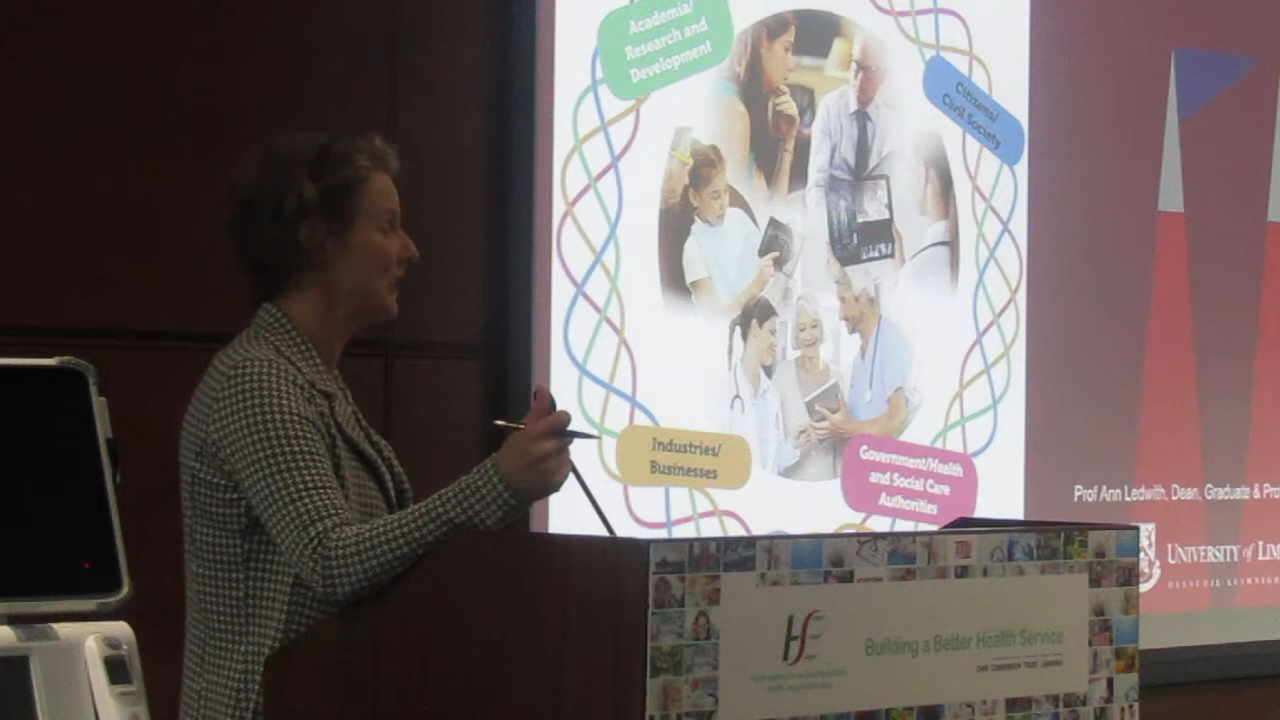 Academia/
Research and
Development
Citizens/
Civil Society
Industries/
Businesses
Government/Health
and Social Care
Authorities
Prof Ann Ledwith, Dean, Graduate & Pro
UNIVERSITY of LIM
Building a Better Health Service